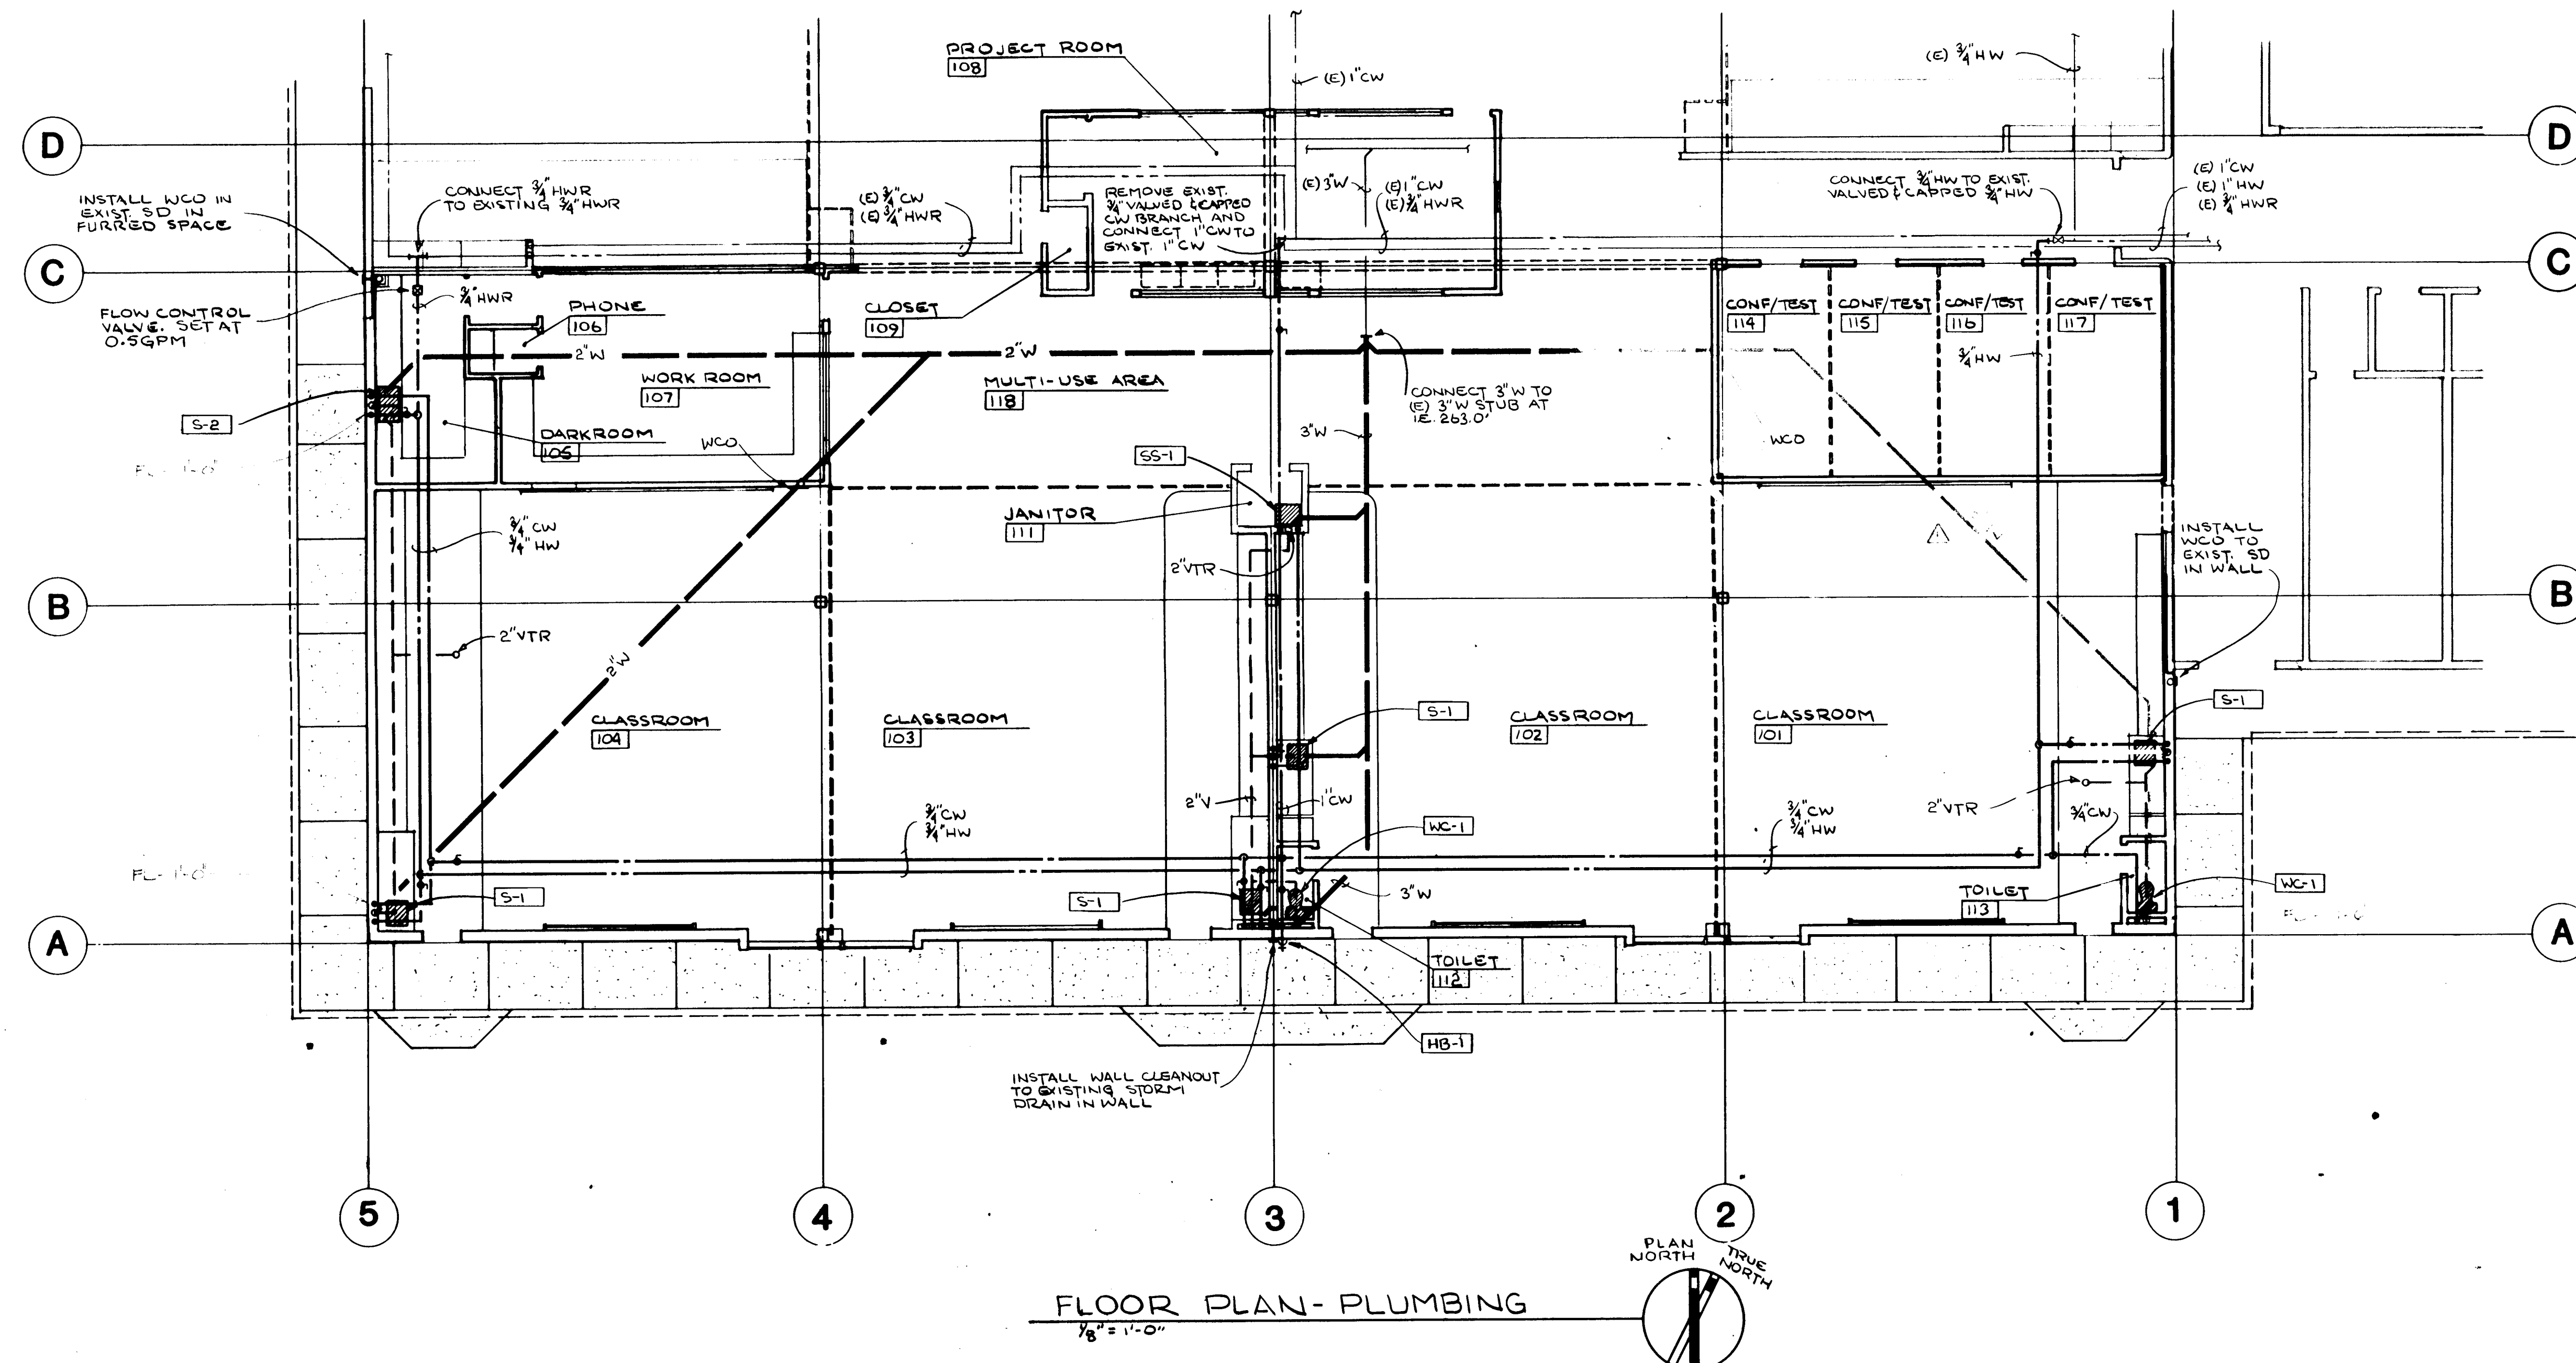 PROJECT ROOM
108
(E) 1"CW
(E) 3/4"HW
D
D
INSTALL WCO IN
EXIST. SD IN
FURRED SPACE
CONNECT 3/4"HWR
TO EXISTING 3/4"HWR
(E) 3/4"CW
(E) 3/4"HWR
REMOVE EXIST.
3/4" VALVED & CAPPED
CW BRANCH AND
CONNECT 1"CW TO
EXIST. 1"CW
(E) 3"W
(E) 1"CW
(E) 3/4"HWR
CONNECT 3/4"HW TO EXIST.
VALVED & CAPPED 3/4"HW
(E) 1"CW
(E) 1"HW
(E) 3/4"HWR
C
C
FLOW CONTROL
VALVE. SET AT
0.5GPM
3/4"HWR
PHONE
106
CLOSET
109
CONF/TEST
114
CONF/TEST
115
CONF/TEST
116
CONF/TEST
117
2"W
2"W
3/4"HW
WORK ROOM
107
MULTI-USE AREA
118
CONNECT 3"W TO
(E) 3"W STUB AT
IE. 263.0'
S-2
DARKROOM
105
WCO
3"W
WCO
SS-1
3/4"CW
3/4"HW
JANITOR
111
2"VTR
INSTALL
WCO TO
EXIST. SD
IN WALL
B
B
2"VTR
2"W
CLASSROOM
104
CLASSROOM
103
S-1
CLASSROOM
102
CLASSROOM
101
S-1
2"V
1"CW
3/4"CW
3/4"HW
WC-1
3/4"CW
3/4"HW
2"VTR
3/4"CW
S-1
S-1
3"W
TOILET
113
WC-1
A
A
TOILET
112
HB-1
INSTALL WALL CLEANOUT
TO EXISTING STORM
DRAIN IN WALL
5
4
3
2
1
PLAN
NORTH
TRUE
NORTH
FLOOR PLAN-PLUMBING
1/8" = 1'-0"